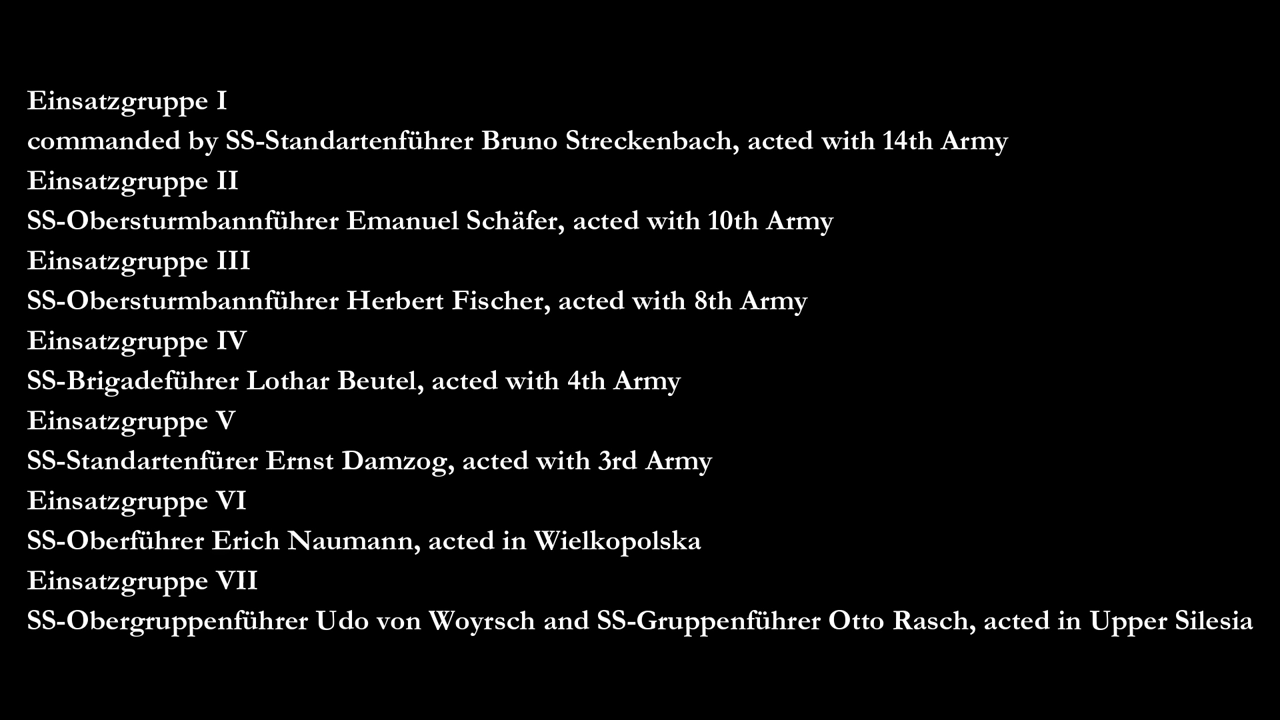 Einsatzgruppe I
commanded by SS-Standartenführer Bruno Streckenbach, acted with 14th Army
Einsatzgruppe II
SS-Obersturmbannführer Emanuel Schäfer, acted with 10th Army
Einsatzgruppe III
SS-Obersturmbannführer Herbert Fischer, acted with 8th Army
Einsatzgruppe IV
SS-Brigadeführer Lothar Beutel, acted with 4th Army
Einsatzgruppe V
SS-Standartenfürer Ernst Damzog, acted with 3rd Army
Einsatzgruppe VI
SS-Oberführer Erich Naumann, acted in Wielkopolska
Einsatzgruppe VII
SS-Obergruppenführer Udo von Woyrsch and SS-Gruppenführer Otto Rasch, acted in Upper Silesia